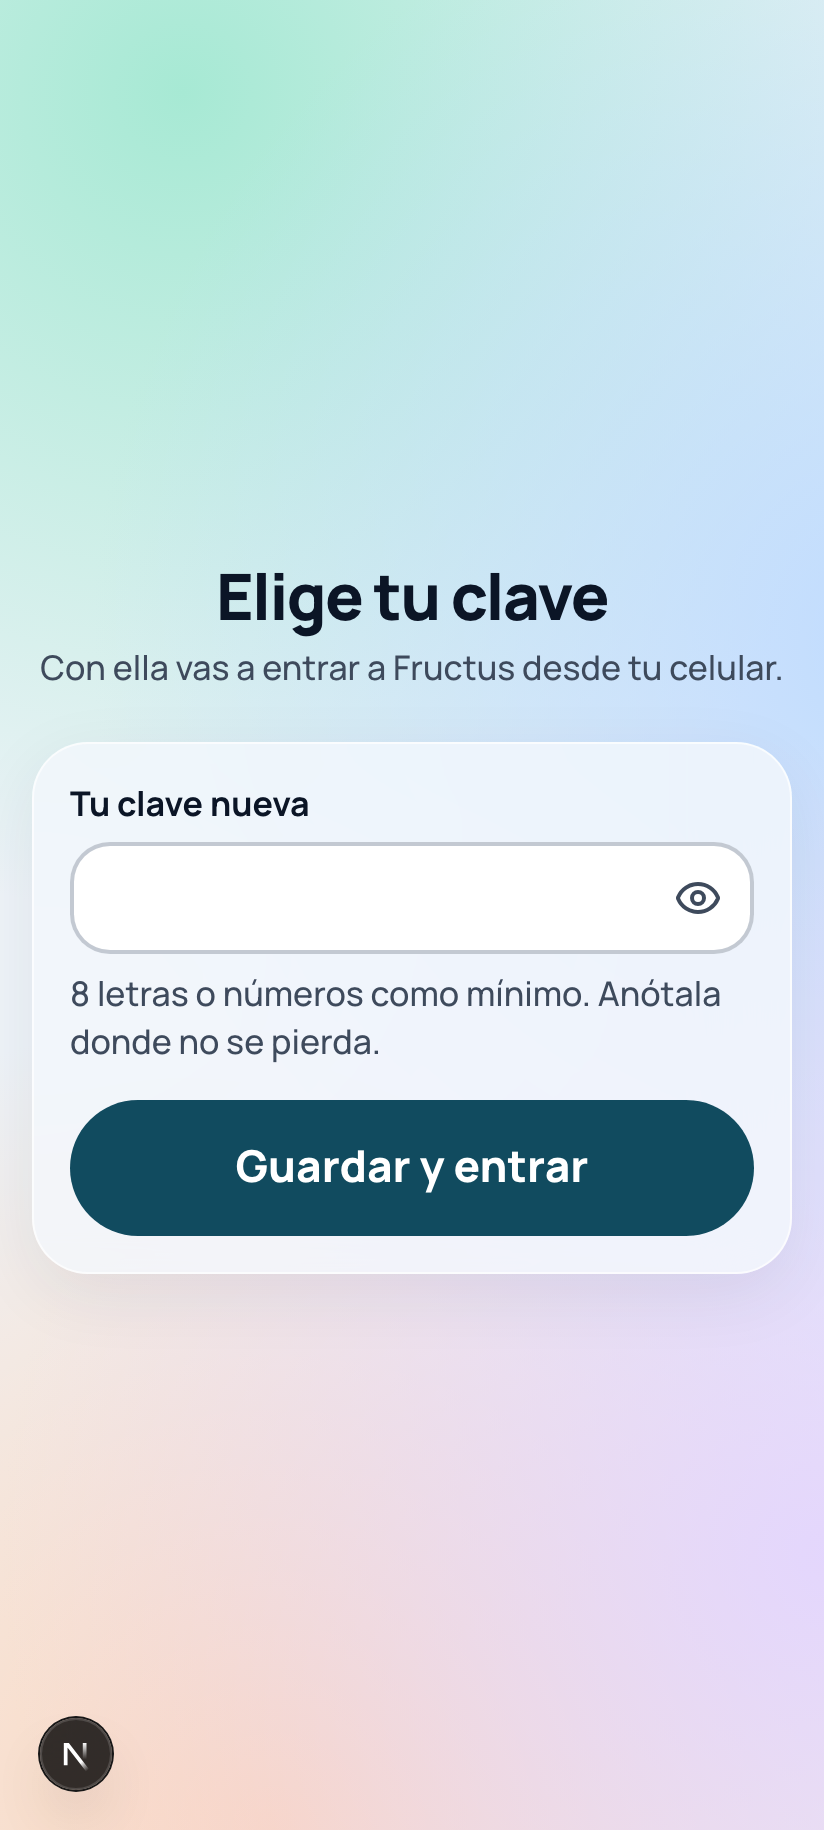 Elige tu clave
Con ella vas a entrar a Fructus desde tu celular.
Tu clave nueva
8 letras o números como mínimo. Anótala
donde no se pierda.
Guardar y entrar
N